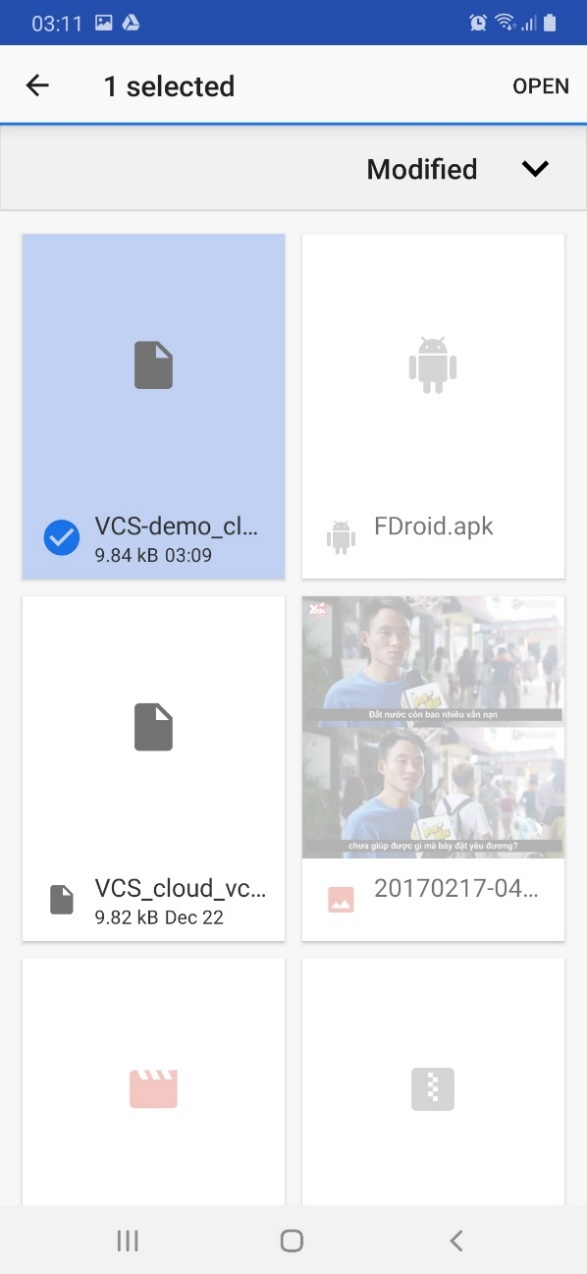 03:11
1 selected
OPEN
Modified
VCS-demo_cl...
9.84 kB 03:09
FDroid.apk
VCS_cloud_vc...
9.82 kB Dec 22
Đất nước còn bao nhiêu vấn nạn
chưa giúp được gì mà bày đặt yêu đương?
20170217-04...